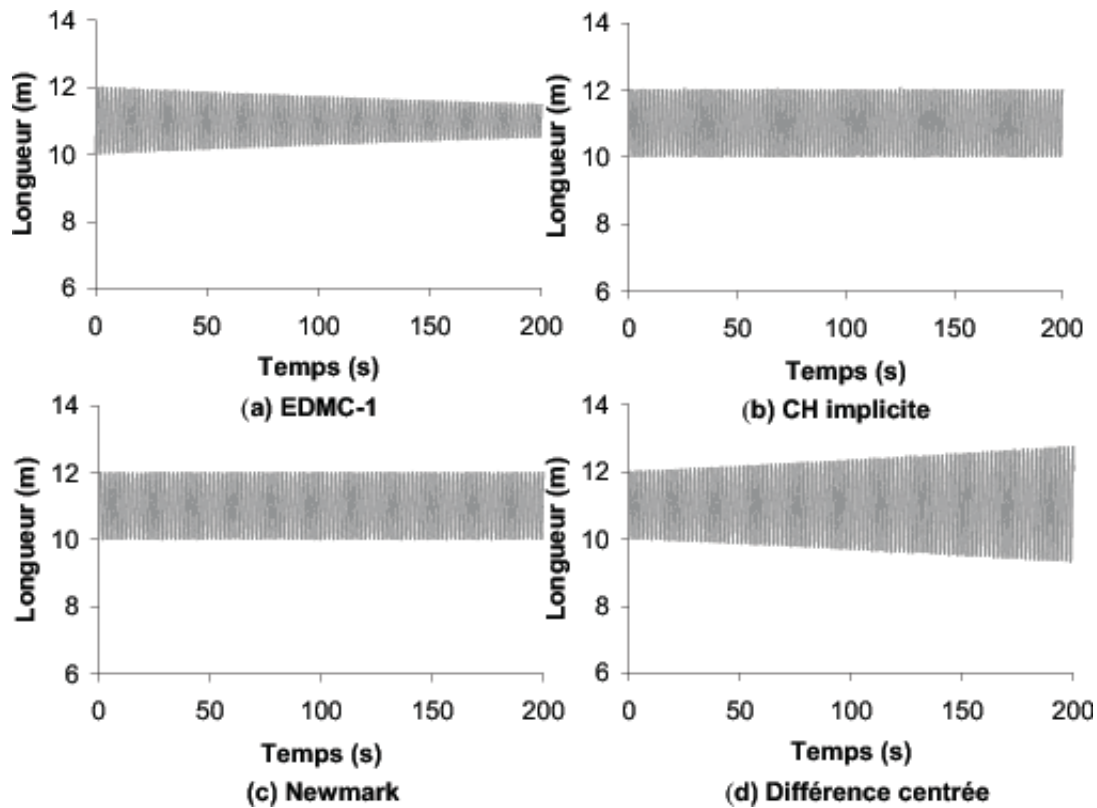 14
12
10
8
6
Longueur (m)
0 50 100 150 200
Temps (s)
(a) EDMC-1
14
12
10
8
6
Longueur (m)
0 50 100 150 200
Temps (s)
(b) CH implicite
14
12
10
8
6
Longueur (m)
0 50 100 150 200
Temps (s)
(c) Newmark
14
12
10
8
6
Longueur (m)
0 50 100 150 200
Temps (s)
(d) Différence centrée